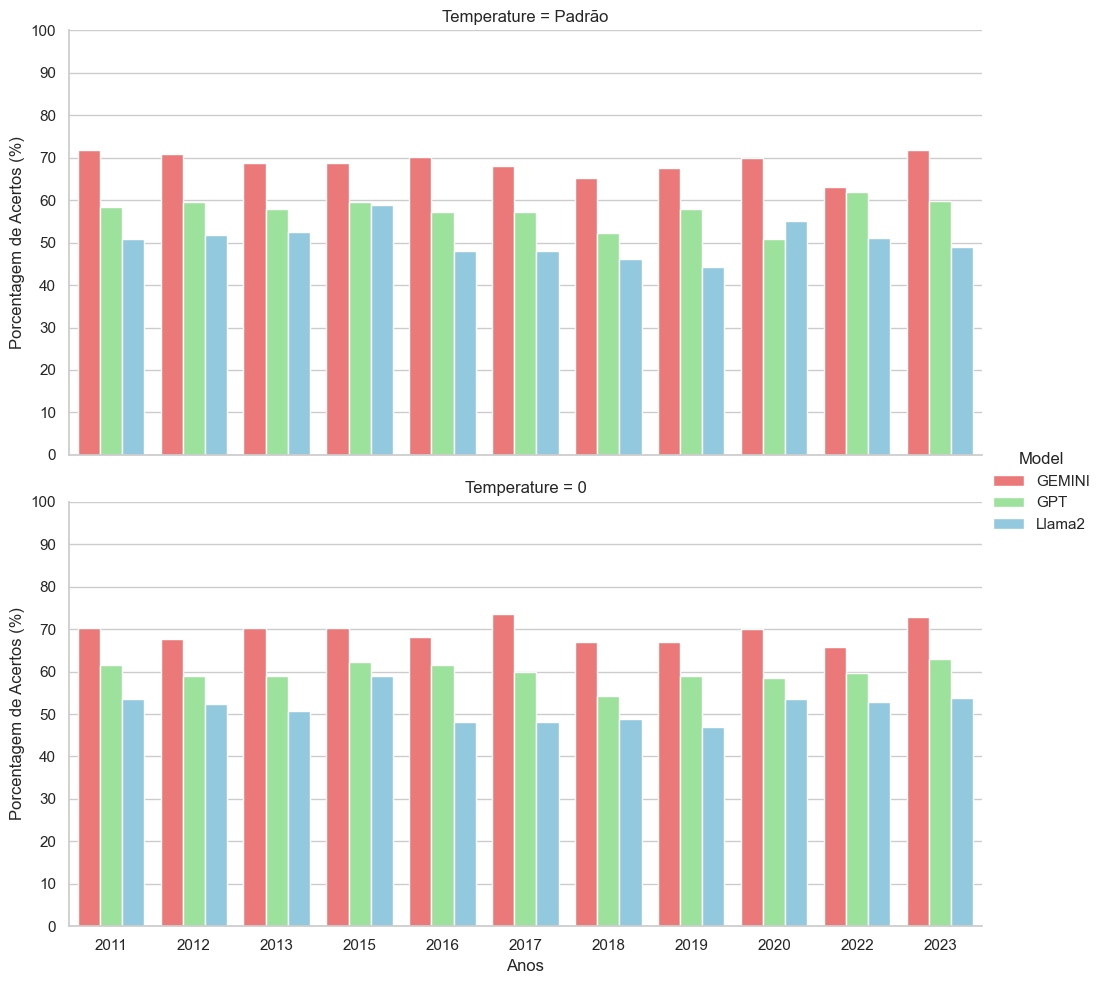 Temperature = Padrão
100
90
80
70
60
50
40
30
20
10
0
Porcentagem de Acertos (%)
Temperature = 0
100
90
80
70
60
50
40
30
20
10
0
Porcentagem de Acertos (%)
2011 2012 2013 2015 2016 2017 2018 2019 2020 2022 2023
Anos
Model
GEMINI
GPT
Llama2